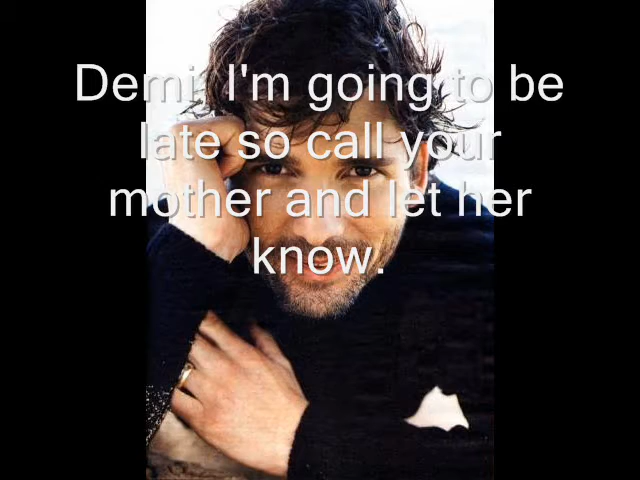 Demi: I'm going to be
late so call your
mother and let her
know.